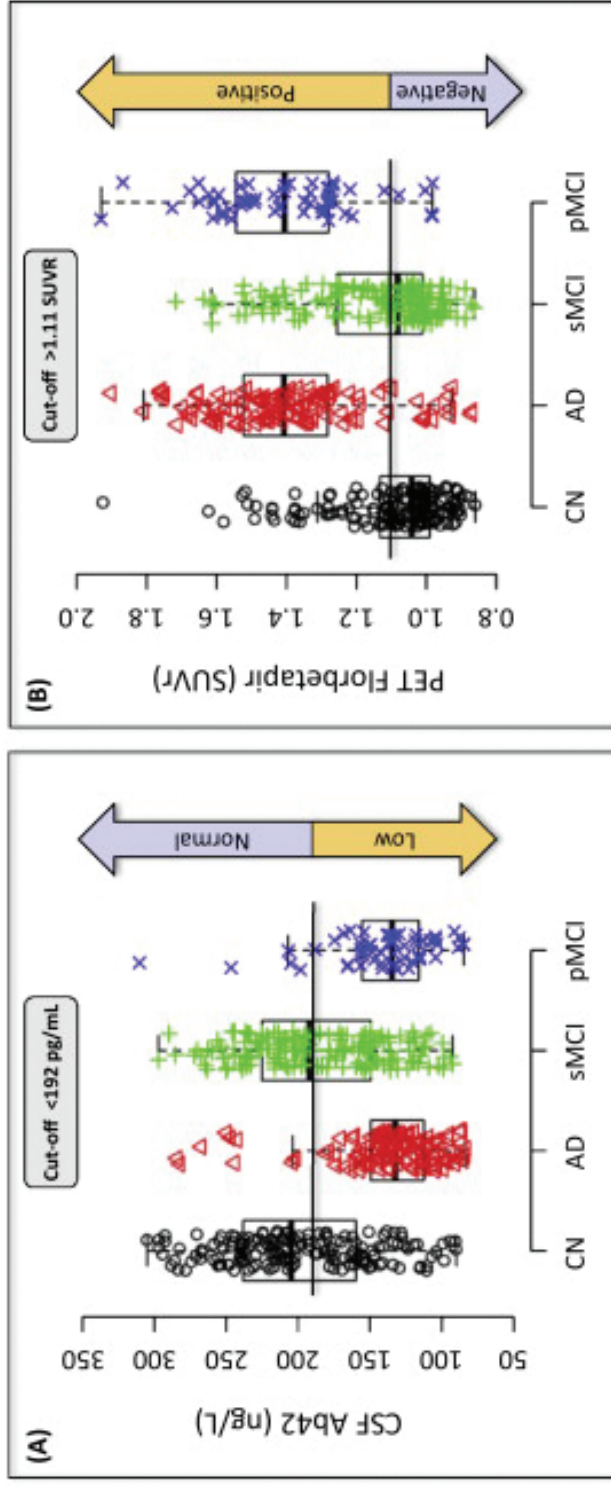 (A)
Cut-off <192 pg/mL
CSF Ab42 (ng/L)
350
300
250
200
150
100
50
CN
AD
sMCI
pMCI
Normal
Low
(B)
Cut-off >1.11 SUVR
PET Florbetapir (SUVr)
2.0
1.8
1.6
1.4
1.2
1.0
0.8
CN
AD
sMCI
pMCI
Positive
Negative